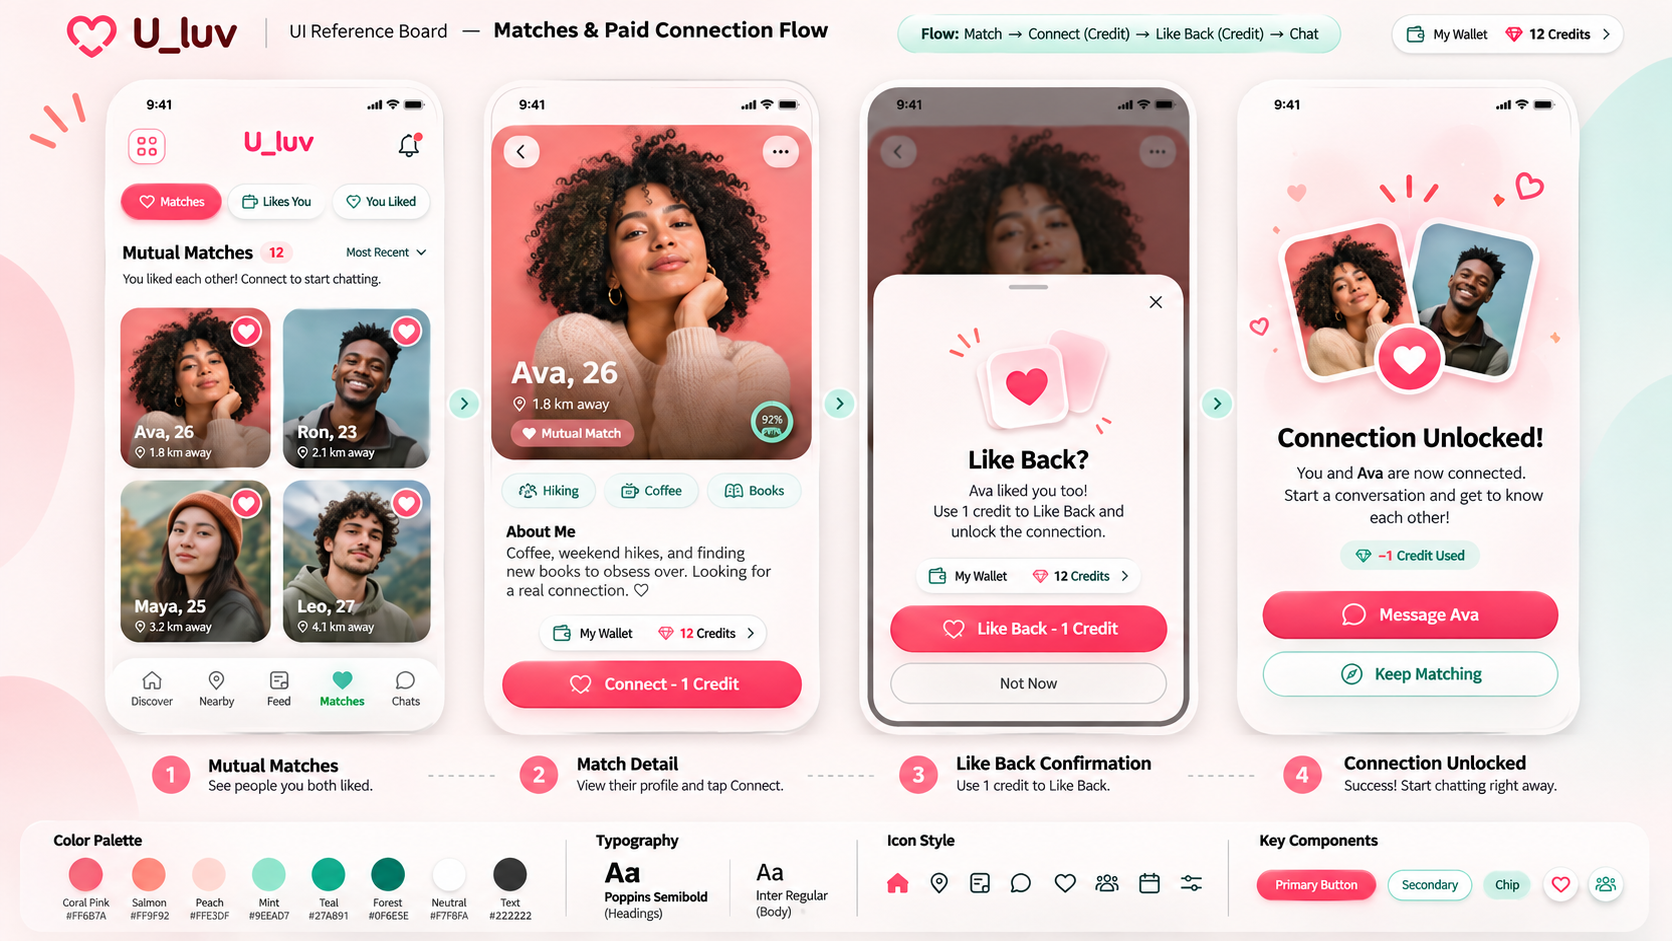 U_luv
UI Reference Board — Matches & Paid Connection Flow
Flow: Match → Connect (Credit) → Like Back (Credit) → Chat
My Wallet 12 Credits
9:41
U_luv
Matches
Likes You
You Liked
Mutual Matches 12
Most Recent
You liked each other! Connect to start chatting.
Ava, 26
1.8 km away
Ron, 23
2.1 km away
Maya, 25
3.2 km away
Leo, 27
4.1 km away
Discover
Nearby
Feed
Matches
Chats
9:41
Ava, 26
1.8 km away
Mutual Match
92%
Hiking
Coffee
Books
About Me
Coffee, weekend hikes, and finding
new books to obsess over. Looking for
a real connection. ♡
My Wallet 12 Credits
Connect - 1 Credit
9:41
Like Back?
Ava liked you too!
Use 1 credit to Like Back and
unlock the connection.
My Wallet 12 Credits
Like Back - 1 Credit
Not Now
9:41
Connection Unlocked!
You and Ava are now connected.
Start a conversation and get to know
each other!
−1 Credit Used
Message Ava
Keep Matching
1
Mutual Matches
See people you both liked.
2
Match Detail
View their profile and tap Connect.
3
Like Back Confirmation
Use 1 credit to Like Back.
4
Connection Unlocked
Success! Start chatting right away.
Color Palette
Coral Pink
#FF6B7A
Salmon
#FF9F92
Peach
#FFE3DF
Mint
#9EEAD7
Teal
#27A891
Forest
#0F6E5E
Neutral
#F7F8FA
Text
#222222
Typography
Aa
Poppins Semibold
(Headings)
Aa
Inter Regular
(Body)
Icon Style
Key Components
Primary Button
Secondary
Chip